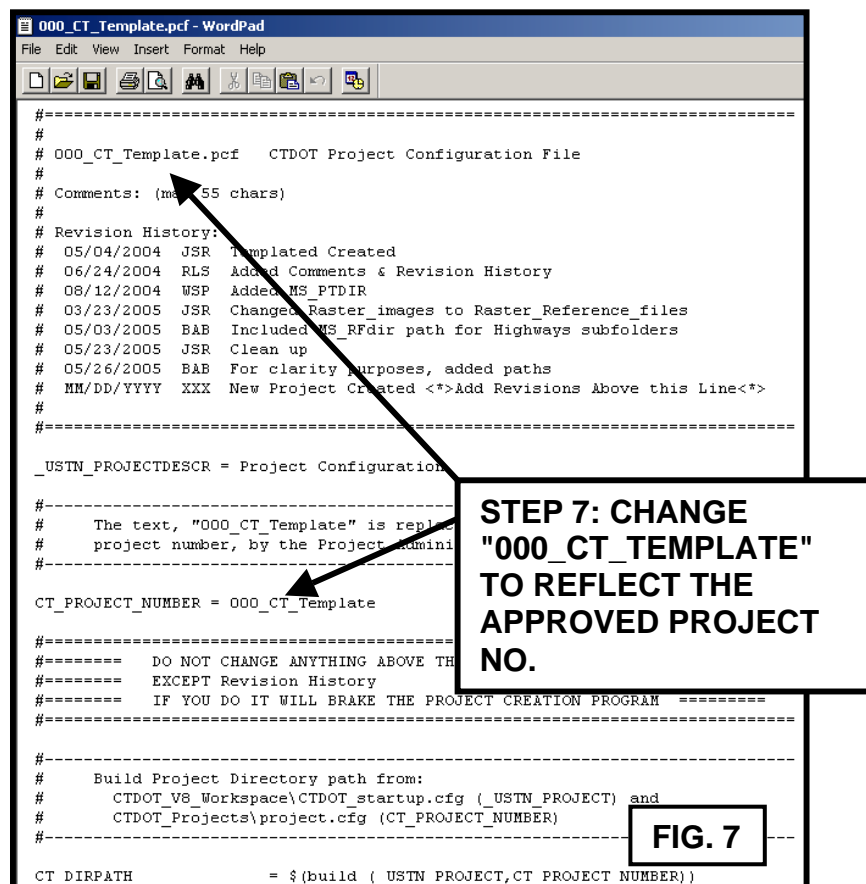 000_CT_Template.pcf - WordPad
File Edit View Insert Format Help
#==============================================================================
#
# 000_CT_Template.pcf CTDOT Project Configuration File
#
# Comments: (max 55 chars)
#
# Revision History:
# 05/04/2004 JSR Templated Created
# 06/24/2004 RLS Added Comments & Revision History
# 08/12/2004 WSP Added MS_PTDIR
# 03/23/2005 JSR Changed Raster_images to Raster_Reference_files
# 05/03/2005 BAB Included MS_RFdir path for Highways subfolders
# 05/23/2005 JSR Clean up
# 05/26/2005 BAB For clarity purposes, added paths
# MM/DD/YYYY XXX New Project Created <*>Add Revisions Above this Line<*>
#
#==============================================================================
_USTN_PROJECTDESCR = Project Configuration
#------------------------------------------------------------------------------
# The text, "000_CT_Template" is
# project number, by the Project
#------------------------------------------------------------------------------
CT_PROJECT_NUMBER = 000_CT_Template
#==============================================================================
#======== DO NOT CHANGE ANYTHING ABOVE
#======== EXCEPT Revision History
#======== IF YOU DO IT WILL BRAKE THE PROJECT CREATION PROGRAM =========
#==============================================================================
#------------------------------------------------------------------------------
# Build Project Directory path from:
# CTDOT_V8_Workspace\CTDOT_startup.cfg (_USTN_PROJECT) and
# CTDOT_Projects\project.cfg (CT_PROJECT_NUMBER)
#------------------------------------------------------------------------------
CT_DIRPATH = $(build (_USTN_PROJECT,CT_PROJECT_NUMBER))
STEP 7: CHANGE
"000_CT_TEMPLATE"
TO REFLECT THE
APPROVED PROJECT
NO.
FIG. 7